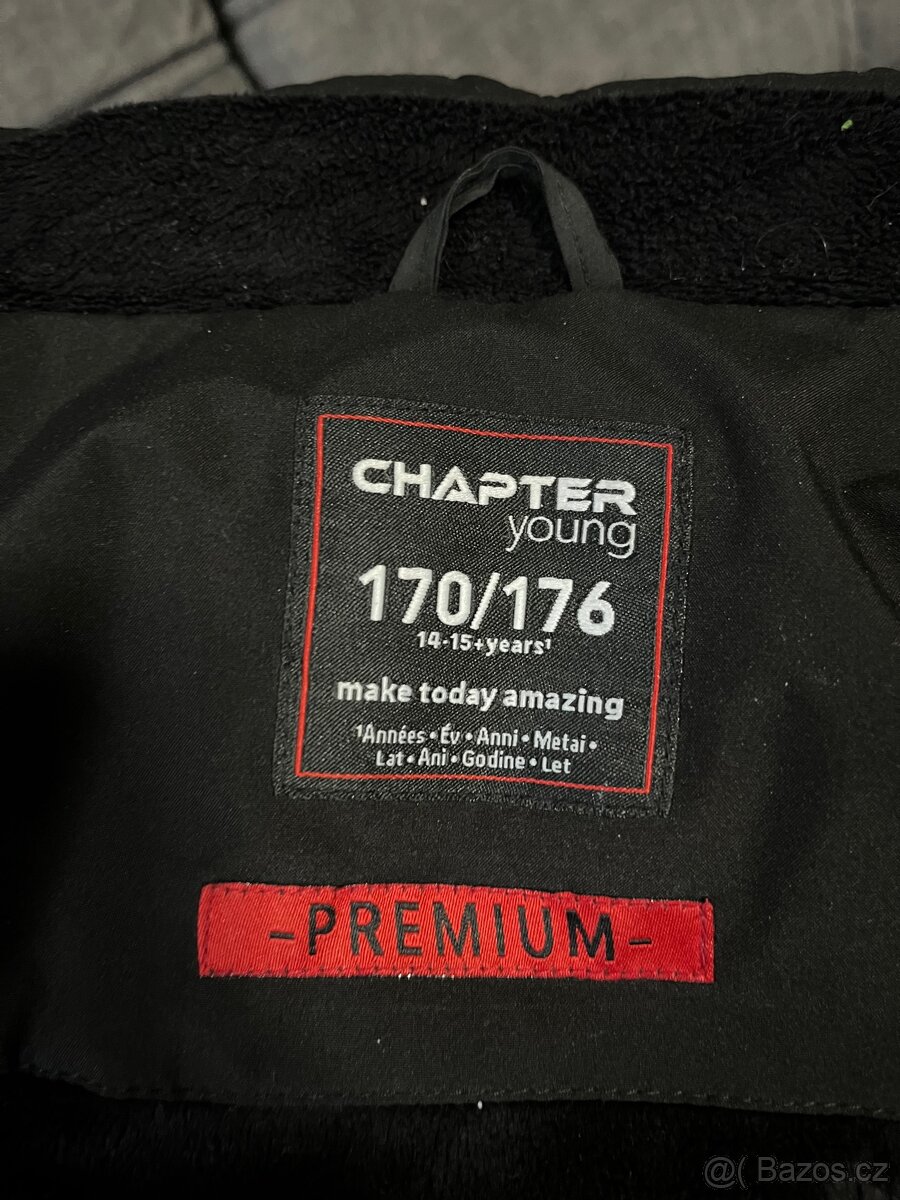 CHAPTER
young
170/176
14-15+years¹
make today amazing
¹Années • Év • Anni • Metai •
Lat • Ani • Godine • Let
-PREMIUM-
@( Bazos.cz